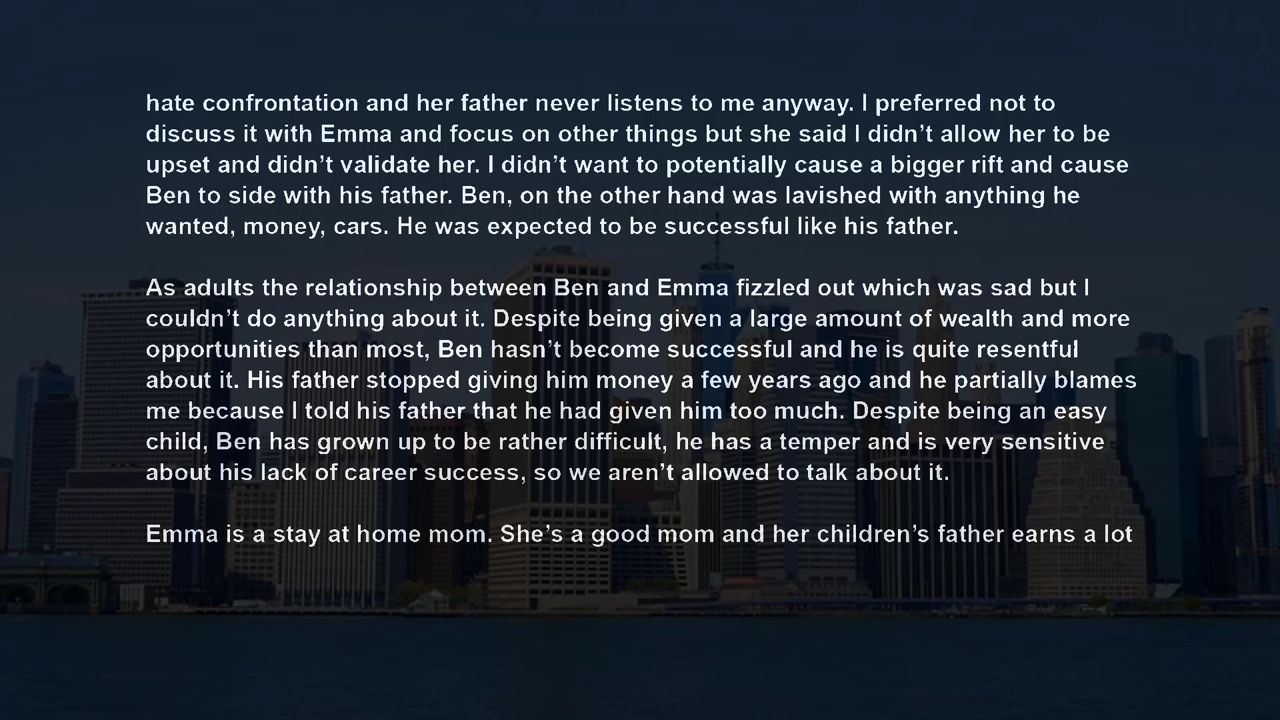 hate confrontation and her father never listens to me anyway. I preferred not to
discuss it with Emma and focus on other things but she said I didn’t allow her to be
upset and didn’t validate her. I didn’t want to potentially cause a bigger rift and cause
Ben to side with his father. Ben, on the other hand was lavished with anything he
wanted, money, cars. He was expected to be successful like his father.
As adults the relationship between Ben and Emma fizzled out which was sad but I
couldn’t do anything about it. Despite being given a large amount of wealth and more
opportunities than most, Ben hasn’t become successful and he is quite resentful
about it. His father stopped giving him money a few years ago and he partially blames
me because I told his father that he had given him too much. Despite being an easy
child, Ben has grown up to be rather difficult, he has a temper and is very sensitive
about his lack of career success, so we aren’t allowed to talk about it.
Emma is a stay at home mom. She’s a good mom and her children’s father earns a lot